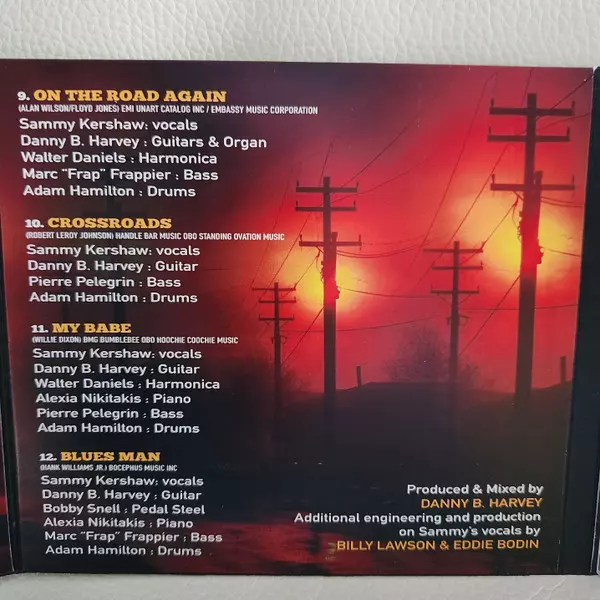 9. ON THE ROAD AGAIN
(ALAN WILSON/FLOYD JONES) EMI UNART CATALOG INC / EMBASSY MUSIC CORPORATION
Sammy Kershaw: vocals
Danny B. Harvey : Guitars & Organ
Walter Daniels : Harmonica
Marc "Frap" Frappier : Bass
Adam Hamilton : Drums
10. CROSSROADS
(ROBERT LEROY JOHNSON) HANDLE BAR MUSIC OBO STANDING OVATION MUSIC
Sammy Kershaw: vocals
Danny B. Harvey : Guitar
Pierre Pelegrin : Bass
Adam Hamilton : Drums
11. MY BABE
(WILLIE DIXON) BMG BUMBLEBEE OBO HOOCHIE COOCHIE MUSIC
Sammy Kershaw: vocals
Danny B. Harvey : Guitar
Walter Daniels : Harmonica
Alexia Nikitakis : Piano
Pierre Pelegrin : Bass
Adam Hamilton : Drums
12. BLUES MAN
(HANK WILLIAMS JR.) BOCEPHUS MUSIC INC
Sammy Kershaw: vocals
Danny B. Harvey : Guitar
Bobby Snell : Pedal Steel
Alexia Nikitakis : Piano
Marc "Frap" Frappier : Bass
Adam Hamilton : Drums
Produced & Mixed by
DANNY B. HARVEY
Additional engineering and production
on Sammy's vocals by
BILLY LAWSON & EDDIE BODIN